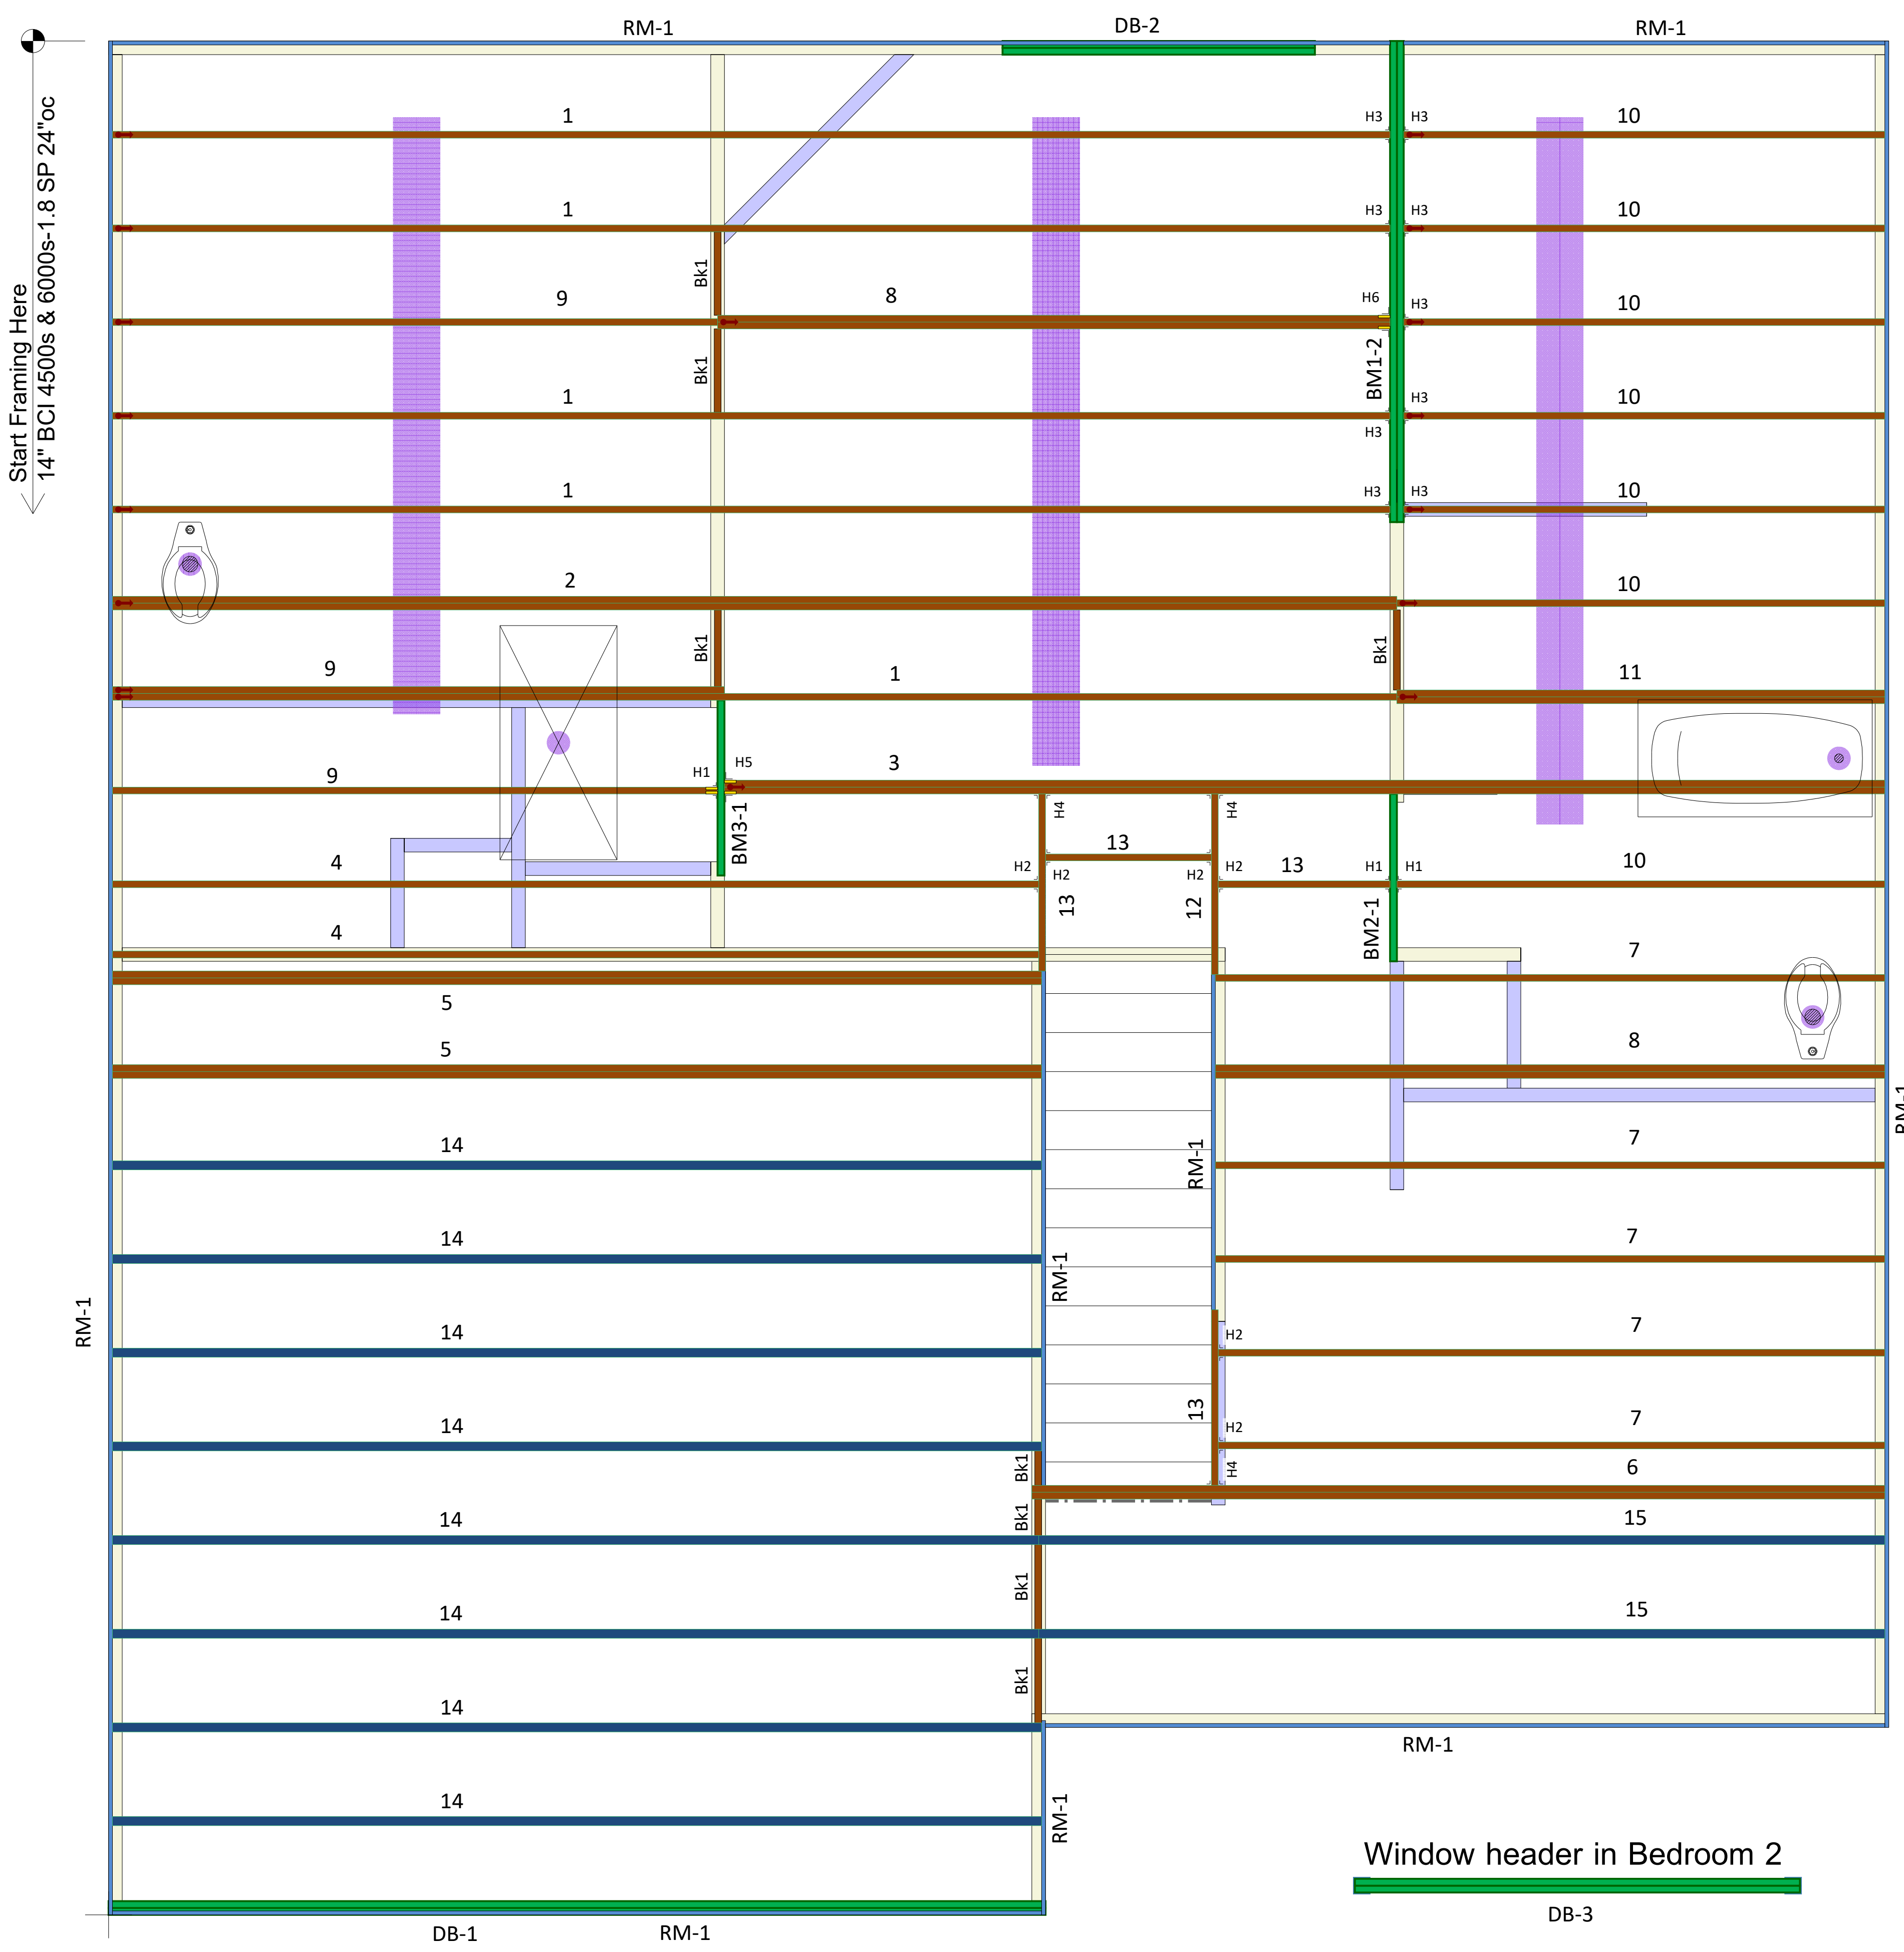 RM-1
DB-2
RM-1
Start Framing Here
14" BCI 4500s & 6000s-1.8 SP 24"oc
1
H3
H3
10
1
H3
H3
10
Bk1
9
8
H6
H3
10
Bk1
BM1-2
1
H3
H3
10
1
H3
H3
10
2
10
Bk1
Bk1
9
1
11
9
H1
H5
3
BM3-1
H4
H4
13
4
H2
H2
H2
H2
13
H1
H1
10
13
12
BM2-1
4
7
5
5
8
RM-1
14
RM-1
7
14
RM-1
7
RM-1
14
H2
7
14
13
H2
7
Bk1
H4
6
14
Bk1
15
Bk1
14
15
Bk1
14
RM-1
14
RM-1
Window header in Bedroom 2
DB-3
DB-1
RM-1